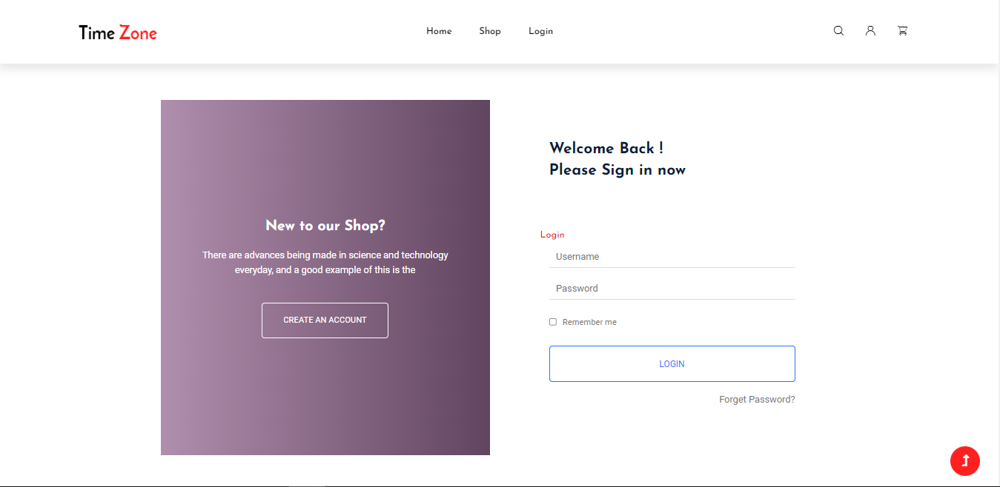 Time Zone
Home
Shop
Login
New to our Shop?
There are advances being made in science and technology
everyday, and a good example of this is the
CREATE AN ACCOUNT
Welcome Back !
Please Sign in now
Login
Username
Password
Remember me
LOGIN
Forget Password?